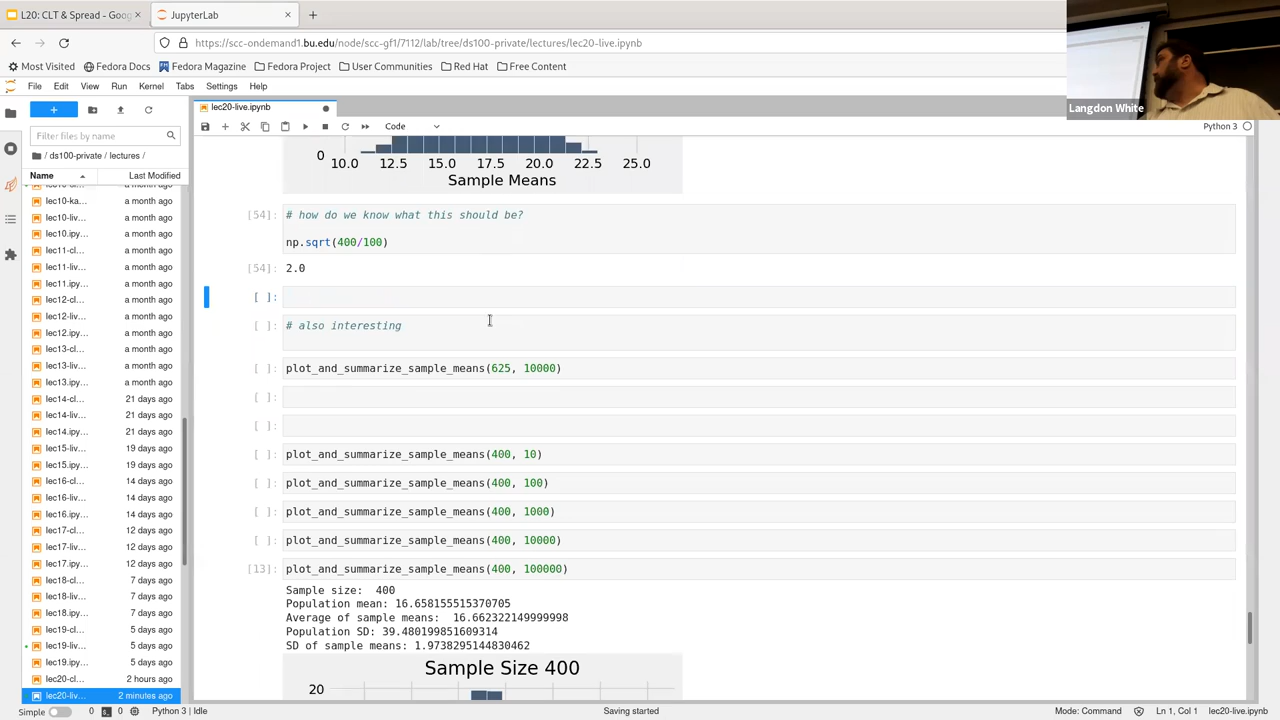 L20: CLT & Spread - Goog
JupyterLab
https://scc-ondemand1.bu.edu/node/scc-gf1/7112/lab/tree/ds100-private/lectures/lec20-live.ipynb
Most Visited
Fedora Docs
Fedora Magazine
Fedora Project
User Communities
Red Hat
Free Content
Langdon White
File Edit View Run Kernel Tabs Settings Help
lec20-live.ipynb
Code
Python 3
Filter files by name
/ ds100-private / lectures /
Name Last Modified
a month ago
lec10-ka... a month ago
lec10-liv... a month ago
lec10.ipy... a month ago
lec11-cl... a month ago
lec11-liv... a month ago
lec11.ipy... a month ago
lec12-cl... a month ago
lec12-liv... a month ago
lec12.ipy... a month ago
lec13-cl... a month ago
lec13-liv... a month ago
lec13.ipy... a month ago
lec14-cl... 21 days ago
lec14-liv... 21 days ago
lec14.ipy... 21 days ago
lec15-liv... 19 days ago
lec15.ipy... 19 days ago
lec16-cl... 14 days ago
lec16-liv... 14 days ago
lec16.ipy... 14 days ago
lec17-cl... 12 days ago
lec17-liv... 12 days ago
lec17.ipy... 12 days ago
lec18-cl... 7 days ago
lec18-liv... 7 days ago
lec18.ipy... 7 days ago
lec19-cl... 5 days ago
lec19-liv... 5 days ago
lec19.ipy... 5 days ago
lec20-cl... 2 hours ago
lec20-liv... 2 minutes ago
0
10.0 12.5 15.0 17.5 20.0 22.5 25.0
Sample Means
[54]: # how do we know what this should be?
np.sqrt(400/100)
[54]: 2.0
[ ]:
[ ]: # also interesting
[ ]: plot_and_summarize_sample_means(625, 10000)
[ ]:
[ ]:
[ ]: plot_and_summarize_sample_means(400, 10)
[ ]: plot_and_summarize_sample_means(400, 100)
[ ]: plot_and_summarize_sample_means(400, 1000)
[ ]: plot_and_summarize_sample_means(400, 10000)
[13]: plot_and_summarize_sample_means(400, 100000)
Sample size: 400
Population mean: 16.658155515370705
Average of sample means: 16.662322149999998
Population SD: 39.480199851609314
SD of sample means: 1.9738295144830462
Sample Size 400
20
Simple 0 0 Python 3 | Idle Saving started Mode: Command Ln 1, Col 1 lec20-live.ipynb